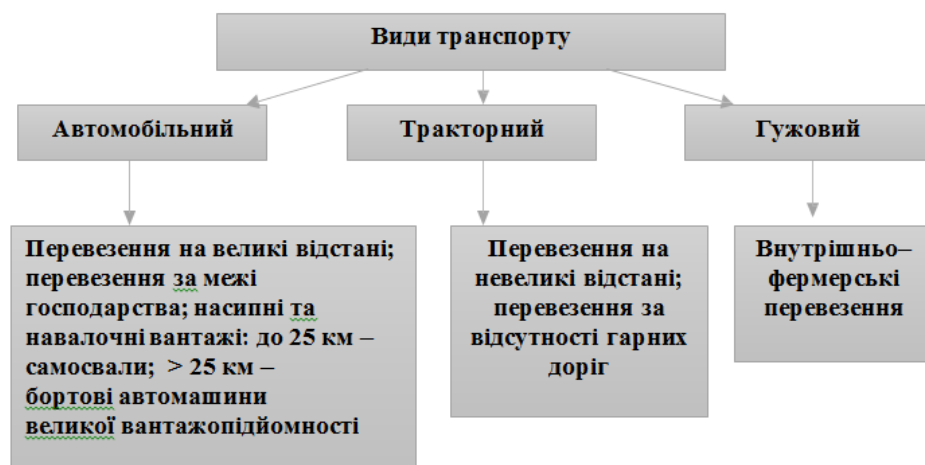 Види транспорту
Автомобільний
Тракторний
Гужовий
Перевезення на великі відстані;
перевезення за межі
господарства; насипні та
навалочні вантажі: до 25 км –
самосвали;  > 25 км –
бортові автомашини
великої вантажопідйомності
Перевезення на
невеликі відстані;
перевезення за
відсутності гарних
доріг
Внутрішньо–
фермерські
перевезення